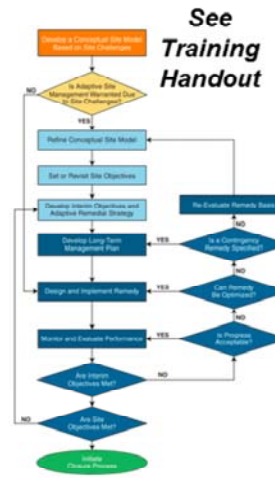 See
Training
Handout
Develop a Conceptual Site Model
Based on Site Challenges
NO
Is Adaptive Site
Management Warranted Due
to Site Challenges?
YES
Refine Conceptual Site Model
Set or Revisit Site Objectives
Develop Interim Objectives and
Adaptive Remedial Strategy
Re-Evaluate Remedy Basis
NO
Develop Long-Term
Management Plan
YES
Is a Contingency
Remedy Specified?
NO
Design and Implement Remedy
YES
Can Remedy
Be Optimized?
NO
Monitor and Evaluate Performance
YES
Is Progress
Acceptable?
Are Interim
Objectives Met?
NO
YES
NO
Are Site
Objectives Met?
Initiate
Closure Process